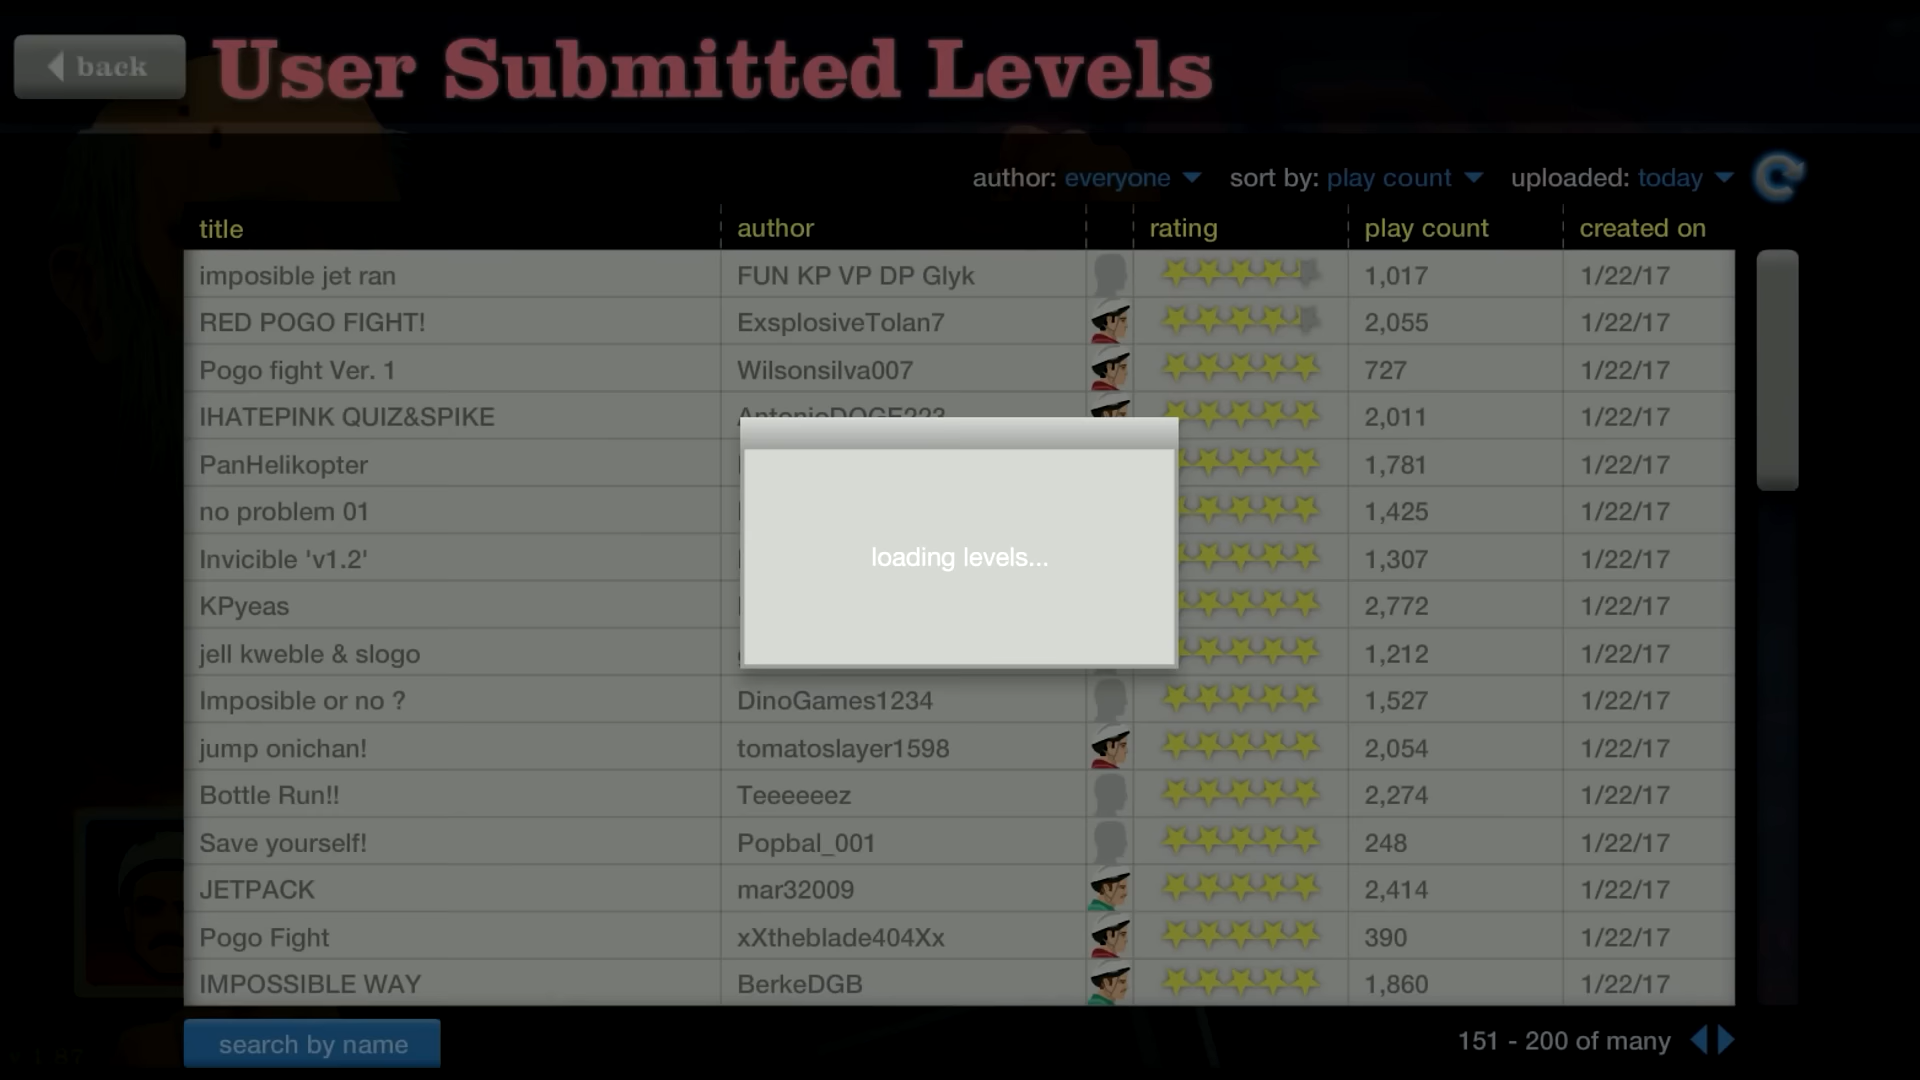 back
User Submitted Levels
author: everyone sort by: play count uploaded: today
title author rating play count created on
imposible jet ran FUN KP VP DP Glyk 1,017 1/22/17
RED POGO FIGHT! ExsplosiveTolan7 2,055 1/22/17
Pogo fight Ver. 1 Wilsonsilva007 727 1/22/17
IHATEPINK QUIZ&SPIKE AntonioDOGE223 2,011 1/22/17
PanHelikopter 1,781 1/22/17
no problem 01 1,425 1/22/17
Invicible 'v1.2' 1,307 1/22/17
loading levels...
KPyeas 2,772 1/22/17
jell kweble & slogo 1,212 1/22/17
Imposible or no ? DinoGames1234 1,527 1/22/17
jump onichan! tomatoslayer1598 2,054 1/22/17
Bottle Run!! Teeeeeez 2,274 1/22/17
Save yourself! Popbal_001 248 1/22/17
JETPACK mar32009 2,414 1/22/17
Pogo Fight xXtheblade404Xx 390 1/22/17
IMPOSSIBLE WAY BerkeDGB 1,860 1/22/17
search by name 151 - 200 of many